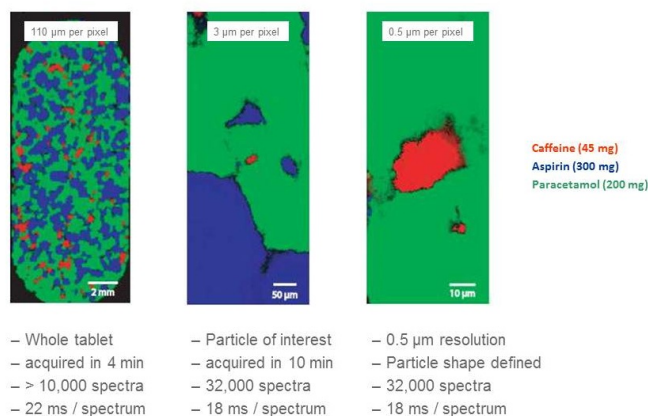 110 µm per pixel
3 µm per pixel
0.5 µm per pixel
Caffeine (45 mg)
Aspirin (300 mg)
Paracetamol (200 mg)
2 mm
50 µm
10 µm
– Whole tablet
– acquired in 4 min
– > 10,000 spectra
– 22 ms / spectrum
– Particle of interest
– acquired in 10 min
– 32,000 spectra
– 18 ms / spectrum
– 0.5 µm resolution
– Particle shape defined
– 32,000 spectra
– 18 ms / spectrum